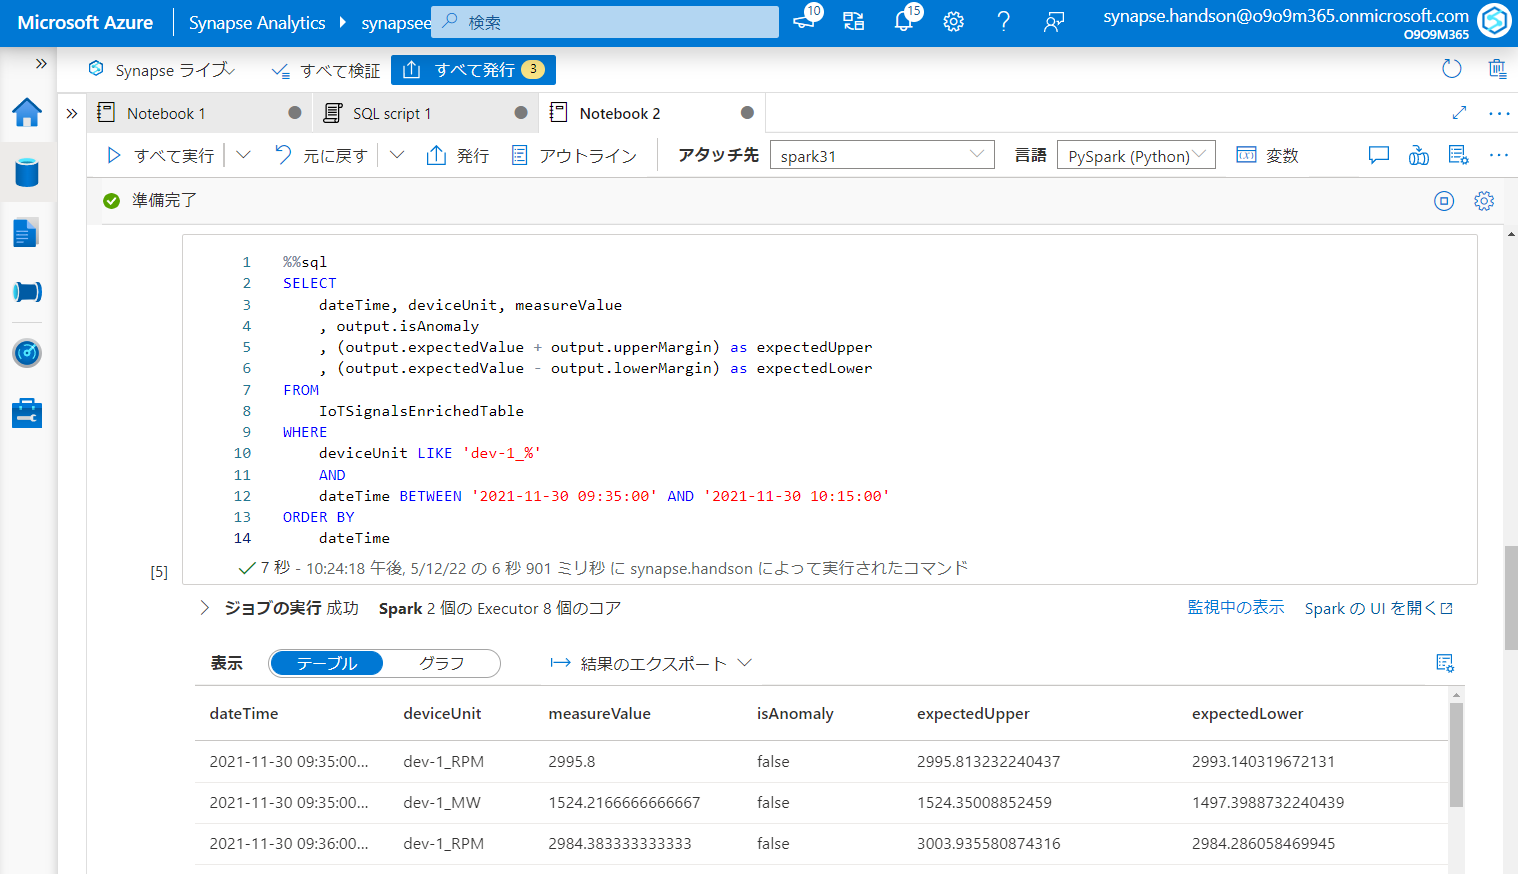 Microsoft Azure
Synapse Analytics
synapsee
検索
10
15
synapse.handson@o9o9m365.onmicrosoft.com
O9O9M365
Synapse ライブ
すべて検証
すべて発行
3
Notebook 1
SQL script 1
Notebook 2
すべて実行
元に戻す
発行
アウトライン
アタッチ先
spark31
言語
PySpark (Python)
変数
準備完了
1 %%sql
2 SELECT
3 dateTime, deviceUnit, measureValue
4 , output.isAnomaly
5 , (output.expectedValue + output.upperMargin) as expectedUpper
6 , (output.expectedValue - output.lowerMargin) as expectedLower
7 FROM
8 IoTSignalsEnrichedTable
9 WHERE
10 deviceUnit LIKE 'dev-1_%'
11 AND
12 dateTime BETWEEN '2021-11-30 09:35:00' AND '2021-11-30 10:15:00'
13 ORDER BY
14 dateTime
[5]
7 秒 - 10:24:18 午後, 5/12/22 の 6 秒 901 ミリ秒 に synapse.handson によって実行されたコマンド
ジョブの実行 成功 Spark 2 個の Executor 8 個のコア
監視中の表示
Spark の UI を開く
表示
テーブル
グラフ
結果のエクスポート
dateTime deviceUnit measureValue isAnomaly expectedUpper expectedLower
2021-11-30 09:35:00... dev-1_RPM 2995.8 false 2995.813232240437 2993.140319672131
2021-11-30 09:35:00... dev-1_MW 1524.2166666666667 false 1524.35008852459 1497.3988732240439
2021-11-30 09:36:00... dev-1_RPM 2984.383333333333 false 3003.935580874316 2984.286058469945